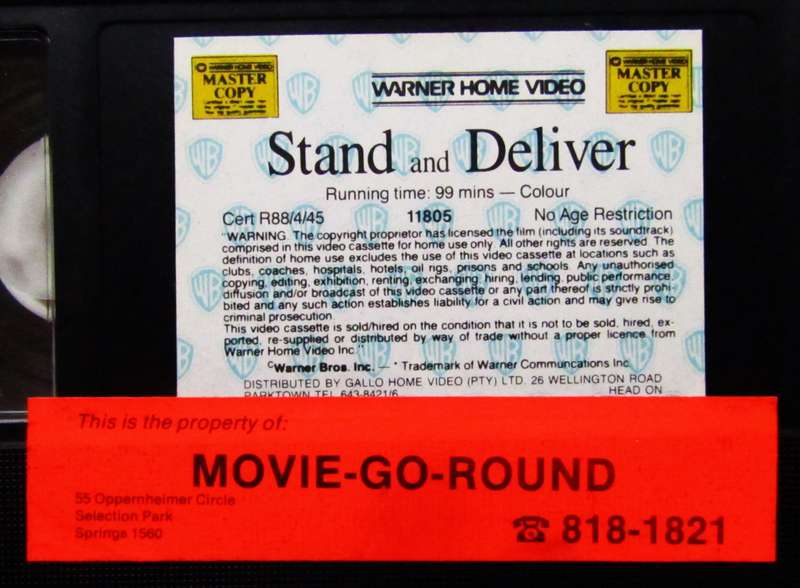 WARNER HOME VIDEO
MASTER COPY
WARNER HOME VIDEO
WARNER HOME VIDEO
MASTER COPY
Stand and Deliver
Running time: 99 mins — Colour
Cert R88/4/45 11805 No Age Restriction
"WARNING. The copyright proprietor has licensed the film (including its soundtrack)
comprised in this video cassette for home use only. All other rights are reserved. The
definition of home use excludes the use of this video cassette at locations such as
clubs, coaches, hospitals, hotels, oil rigs, prisons and schools. Any unauthorised
copying, editing, exhibition, renting, exchanging, hiring, lending, public performance,
diffusion and/or broadcast of this video cassette or any part thereof is strictly prohi-
bited and any such action establishes liability for a civil action and may give rise to
criminal prosecution.
This video cassette is sold/hired on the condition that it is not to be sold, hired, ex-
ported, re-supplied or distributed by way of trade without a proper licence from
Warner Home Video Inc."
©Warner Bros. Inc. — * Trademark of Warner Communcations Inc.
DISTRIBUTED BY GALLO HOME VIDEO (PTY) LTD. 26 WELLINGTON ROAD
PARKTOWN TEL 643-8421/6 HEAD ON
This is the property of:
MOVIE-GO-ROUND
55 Oppernheimer Circle
Selection Park
Springs 1560
☎ 818-1821